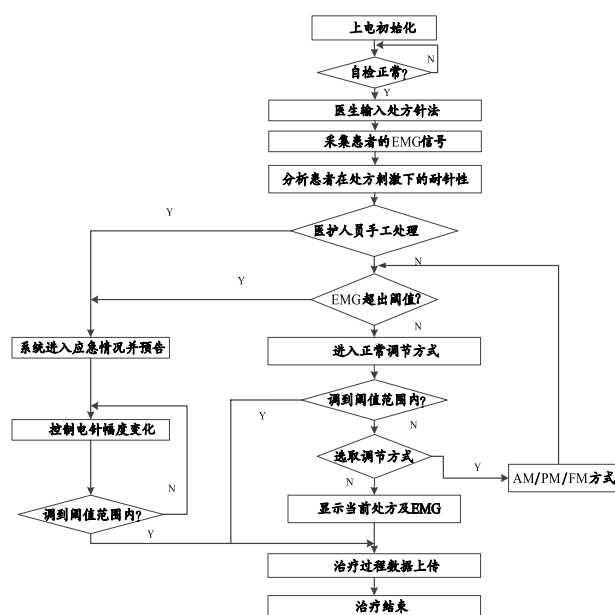 上电初始化
N
自检正常?
Y
医生输入处方针法
采集患者的EMG信号
分析患者在处方刺激下的耐针性
Y
医护人员手工处理
N
Y
EMG超出阈值?
N
系统进入应急情况并预告
进入正常调节方式
调到阈值范围内?
Y
N
控制电针幅度变化
选取调节方式
Y
N
AM/PM/FM方式
N
显示当前处方及EMG
调到阈值范围内?
Y
治疗过程数据上传
治疗结束